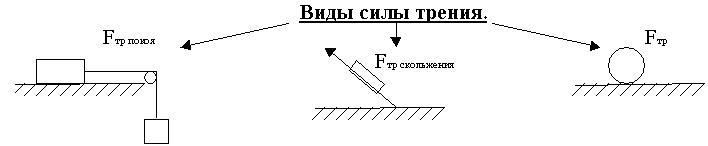 Виды силы трения.
Fтр покоя
Fтр скольжения
Fтр